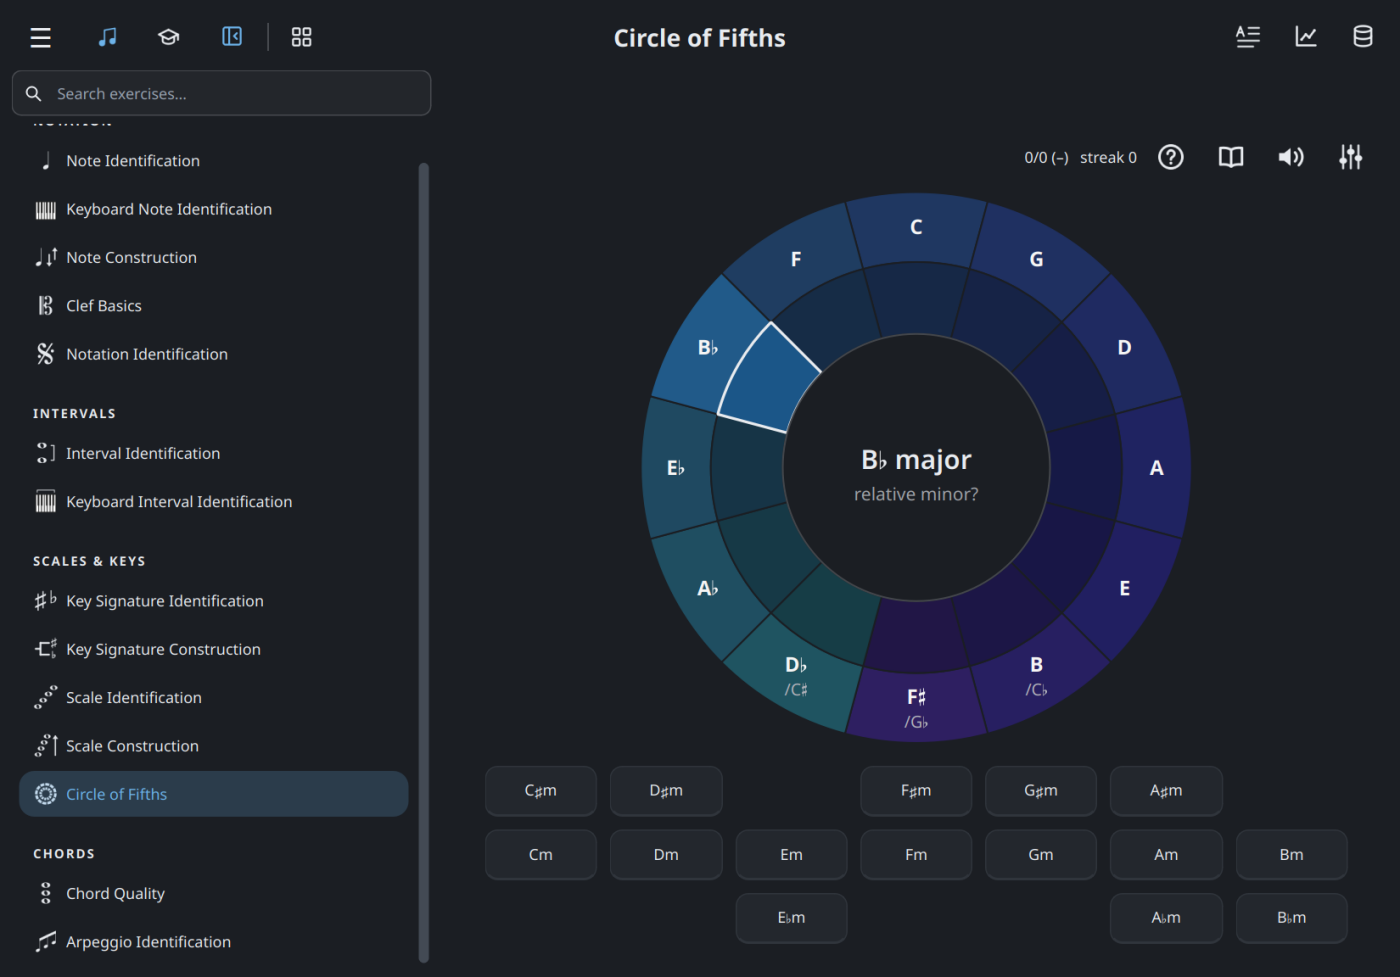 Circle of Fifths
Search exercises...
NOTATION
Note Identification
Keyboard Note Identification
Note Construction
Clef Basics
Notation Identification
INTERVALS
Interval Identification
Keyboard Interval Identification
SCALES & KEYS
Key Signature Identification
Key Signature Construction
Scale Identification
Scale Construction
Circle of Fifths
CHORDS
Chord Quality
Arpeggio Identification
0/0 (–) streak 0
C
G
D
A
E
B
/C♭
F♯
/G♭
D♭
/C♯
A♭
E♭
B♭
F
B♭ major
relative minor?
C♯m D♯m F♯m G♯m A♯m
Cm Dm Em Fm Gm Am Bm
E♭m A♭m B♭m